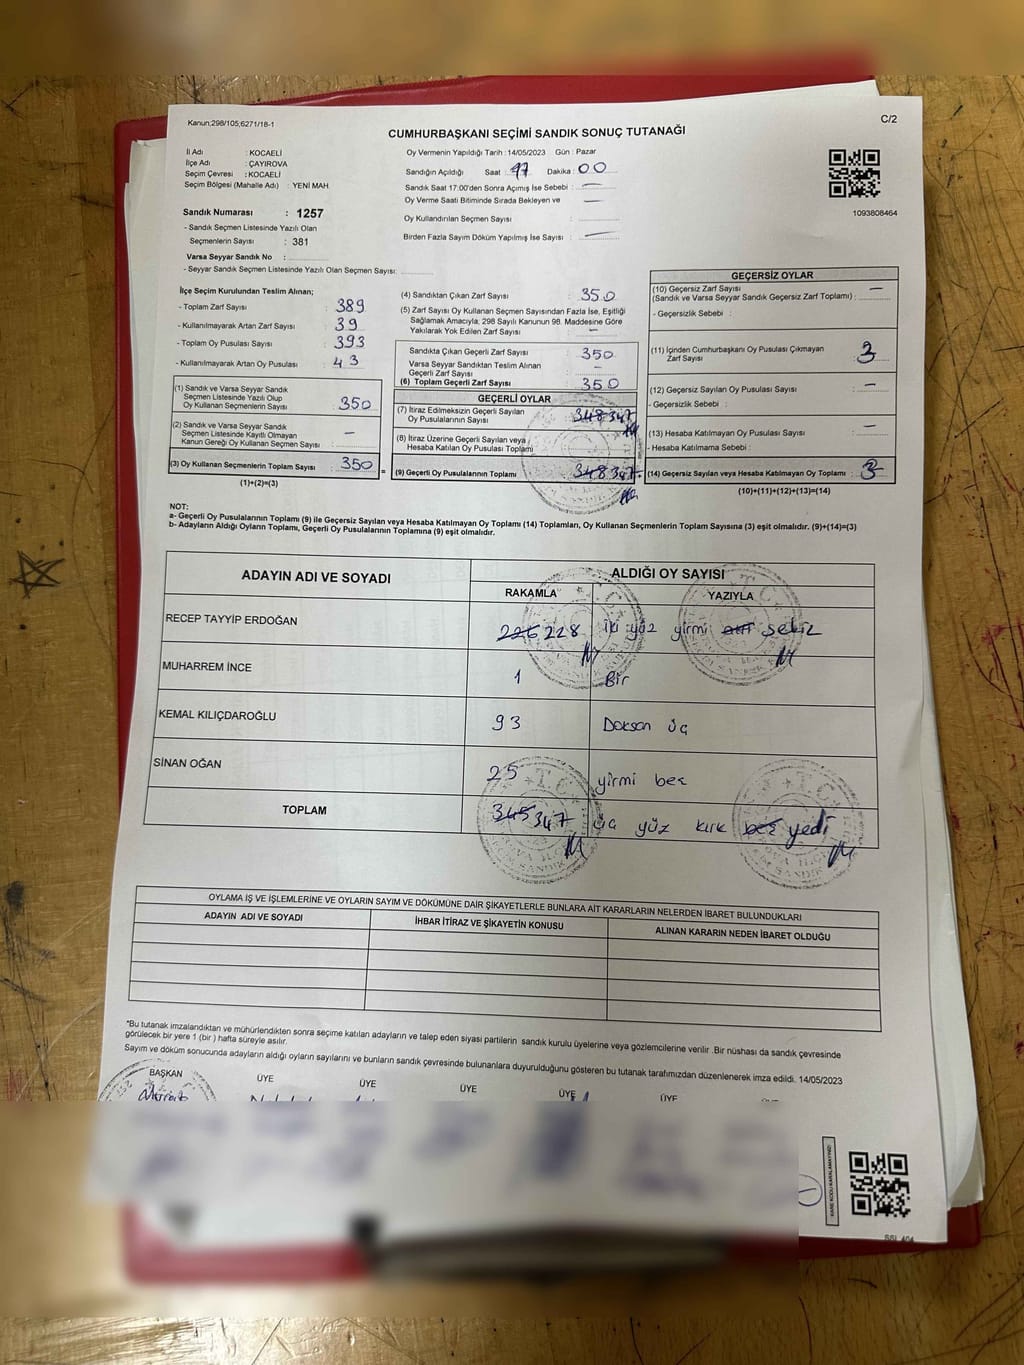 Kanun;298/105;6271/18-1
C/2
CUMHURBAŞKANI SEÇİMİ SANDIK SONUÇ TUTANAĞI
İl Adı : KOCAELİ
İlçe Adı : ÇAYIROVA
Seçim Çevresi : KOCAELİ
Seçim Bölgesi (Mahalle Adı) : YENİ MAH.
Sandık Numarası : 1257
- Sandık Seçmen Listesinde Yazılı Olan
Seçmenlerin Sayısı : 381
Varsa Seyyar Sandık No :
- Seyyar Sandık Seçmen Listesinde Yazılı Olan Seçmen Sayısı:
Oy Vermenin Yapıldığı Tarih : 14/05/2023 Gün : Pazar
Sandığın Açıldığı Saat : 17 Dakika : 00
Sandık Saat 17:00'den Sonra Açımış İse Sebebi : —
Oy Verme Saati Bitiminde Sırada Bekleyen ve —
Oy Kullandırılan Seçmen Sayısı :
Birden Fazla Sayım Döküm Yapılmış İse Sayısı : —
1093808464
İlçe Seçim Kurulundan Teslim Alınan;
- Toplam Zarf Sayısı : 389
- Kullanılmayarak Artan Zarf Sayısı : 39
- Toplam Oy Pusulası Sayısı : 393
- Kullanılmayarak Artan Oy Pusulası : 43
(1) Sandık ve Varsa Seyyar Sandık
Seçmen Listesinde Yazılı Olup
Oy Kullanan Seçmenlerin Sayısı : 350
(2) Sandık ve Varsa Seyyar Sandık
Seçmen Listesinde Kayıtlı Olmayan
Kanun Gereği Oy Kullanan Seçmen Sayısı : —
(3) Oy Kullanan Seçmenlerin Toplam Sayısı : 350 =
(1)+(2)=(3)
(4) Sandıktan Çıkan Zarf Sayısı : 350
(5) Zarf Sayısı Oy Kullanan Seçmen Sayısından Fazla İse, Eşitliği
Sağlamak Amacıyla; 298 Sayılı Kanunun 98. Maddesine Göre
Yakılarak Yok Edilen Zarf Sayısı : —
Sandıkta Çıkan Geçerli Zarf Sayısı : 350
Varsa Seyyar Sandıktan Teslim Alınan
Geçerli Zarf Sayısı : —
(6) Toplam Geçerli Zarf Sayısı : 350
GEÇERLİ OYLAR
(7) İtiraz Edilmeksizin Geçerli Sayılan
Oy Pusulalarının Sayısı : 348 347
(8) İtiraz Üzerine Geçerli Sayılan veya
Hesaba Katılan Oy Pusulası Toplamı :
(9) Geçerli Oy Pusulalarının Toplamı : 348 347
GEÇERSİZ OYLAR
(10) Geçersiz Zarf Sayısı —
(Sandık ve Varsa Seyyar Sandık Geçersiz Zarf Toplamı) :
- Geçersizlik Sebebi :
(11) İçinden Cumhurbaşkanı Oy Pusulası Çıkmayan
Zarf Sayısı : 3
(12) Geçersiz Sayılan Oy Pusulası Sayısı : —
- Geçersizlik Sebebi :
(13) Hesaba Katılmayan Oy Pusulası Sayısı : —
- Hesaba Katılmama Sebebi :
(14) Geçersiz Sayılan veya Hesaba Katılmayan Oy Toplamı : 3
(10)+(11)+(12)+(13)=(14)
NOT:
a- Geçerli Oy Pusulalarının Toplamı (9) ile Geçersiz Sayılan veya Hesaba Katılmayan Oy Toplamı (14) Toplamları, Oy Kullanan Seçmenlerin Toplam Sayısına (3) eşit olmalıdır. (9)+(14)=(3)
b- Adayların Aldığı Oyların Toplamı, Geçerli Oy Pusulalarının Toplamına (9) eşit olmalıdır.
ADAYIN ADI VE SOYADI
ALDIĞI OY SAYISI
RAKAMLA YAZIYLA
RECEP TAYYİP ERDOĞAN 226 228 iki yüz yirmi altı sekiz
MUHARREM İNCE 1 Bir
KEMAL KILIÇDAROĞLU 93 Doksan üç
SİNAN OĞAN 25 yirmi beş
TOPLAM 345 347 üç yüz kırk beş yedi
OYLAMA İŞ VE İŞLEMLERİNE VE OYLARIN SAYIM VE DÖKÜMÜNE DAİR ŞİKAYETLERLE BUNLARA AİT KARARLARIN NELERDEN İBARET BULUNDUKLARI
ADAYIN ADI VE SOYADI İHBAR İTİRAZ VE ŞİKAYETİN KONUSU ALINAN KARARIN NEDEN İBARET OLDUĞU
"Bu tutanak imzalandıktan ve mühürlendikten sonra seçime katılan adayların ve talep eden siyasi partilerin sandık kurulu üyelerine veya gözlemcilerine verilir .Bir nüshası da sandık çevresinde
görülecek bir yere 1 (bir ) hafta süreyle asılır.
Sayım ve döküm sonucunda adayların aldığı oyların sayılarını ve bunların sandık çevresinde bulunanlara duyurulduğunu gösteren bu tutanak tarafımızdan düzenlenerek imza edildi. 14/05/2023
BAŞKAN ÜYE ÜYE ÜYE ÜYE ÜYE ÜYE
KARE KODU KARALAMAYINIZ!